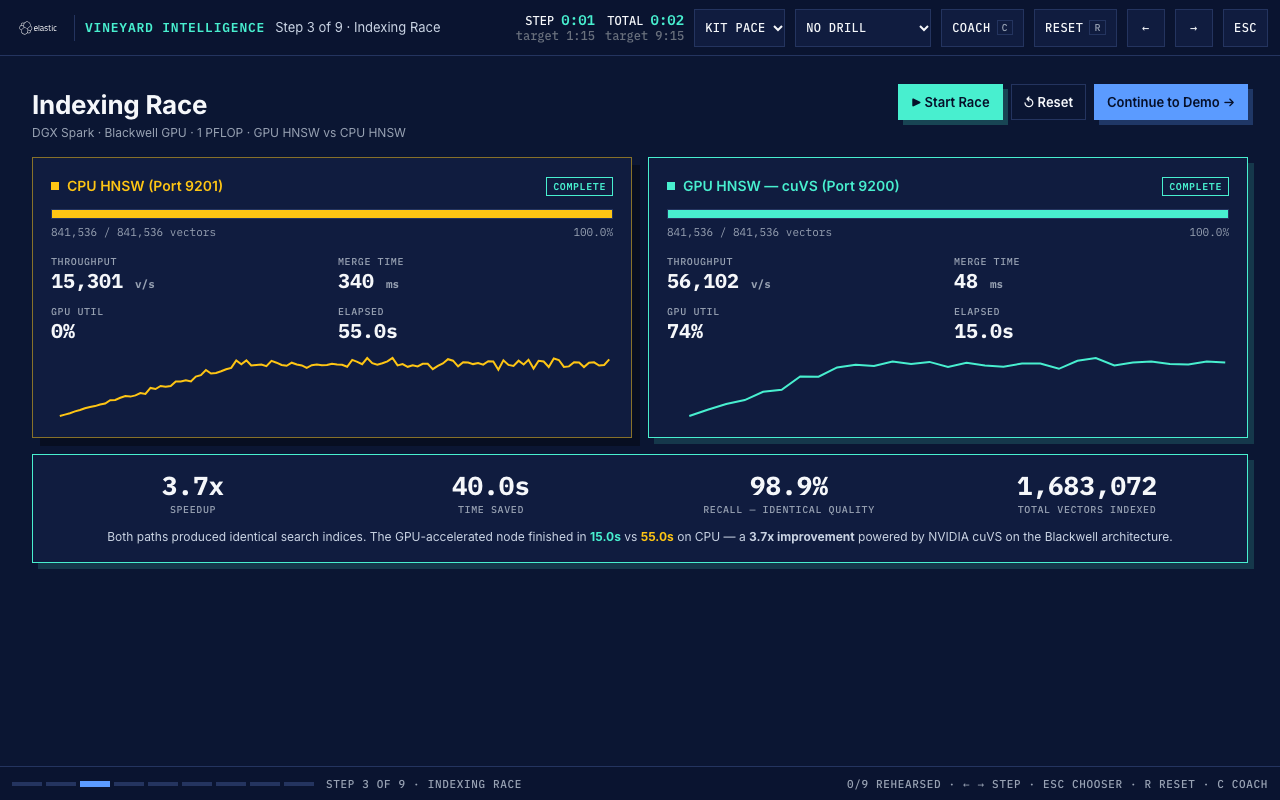 elastic
VINEYARD INTELLIGENCE Step 3 of 9 · Indexing Race
STEP 0:01 TOTAL 0:02
target 1:15 target 9:15
KIT PACE
NO DRILL
COACH C
RESET R
←
→
ESC
Indexing Race
DGX Spark · Blackwell GPU · 1 PFLOP · GPU HNSW vs CPU HNSW
▶ Start Race
↺ Reset
Continue to Demo →
CPU HNSW (Port 9201)
COMPLETE
841,536 / 841,536 vectors 100.0%
THROUGHPUT MERGE TIME
15,301 v/s 340 ms
GPU UTIL ELAPSED
0% 55.0s
GPU HNSW — cuVS (Port 9200)
COMPLETE
841,536 / 841,536 vectors 100.0%
THROUGHPUT MERGE TIME
56,102 v/s 48 ms
GPU UTIL ELAPSED
74% 15.0s
3.7x 40.0s 98.9% 1,683,072
SPEEDUP TIME SAVED RECALL — IDENTICAL QUALITY TOTAL VECTORS INDEXED
Both paths produced identical search indices. The GPU-accelerated node finished in 15.0s vs 55.0s on CPU — a 3.7x improvement powered by NVIDIA cuVS on the Blackwell architecture.
STEP 3 OF 9 · INDEXING RACE
0/9 REHEARSED · ← → STEP · ESC CHOOSER · R RESET · C COACH